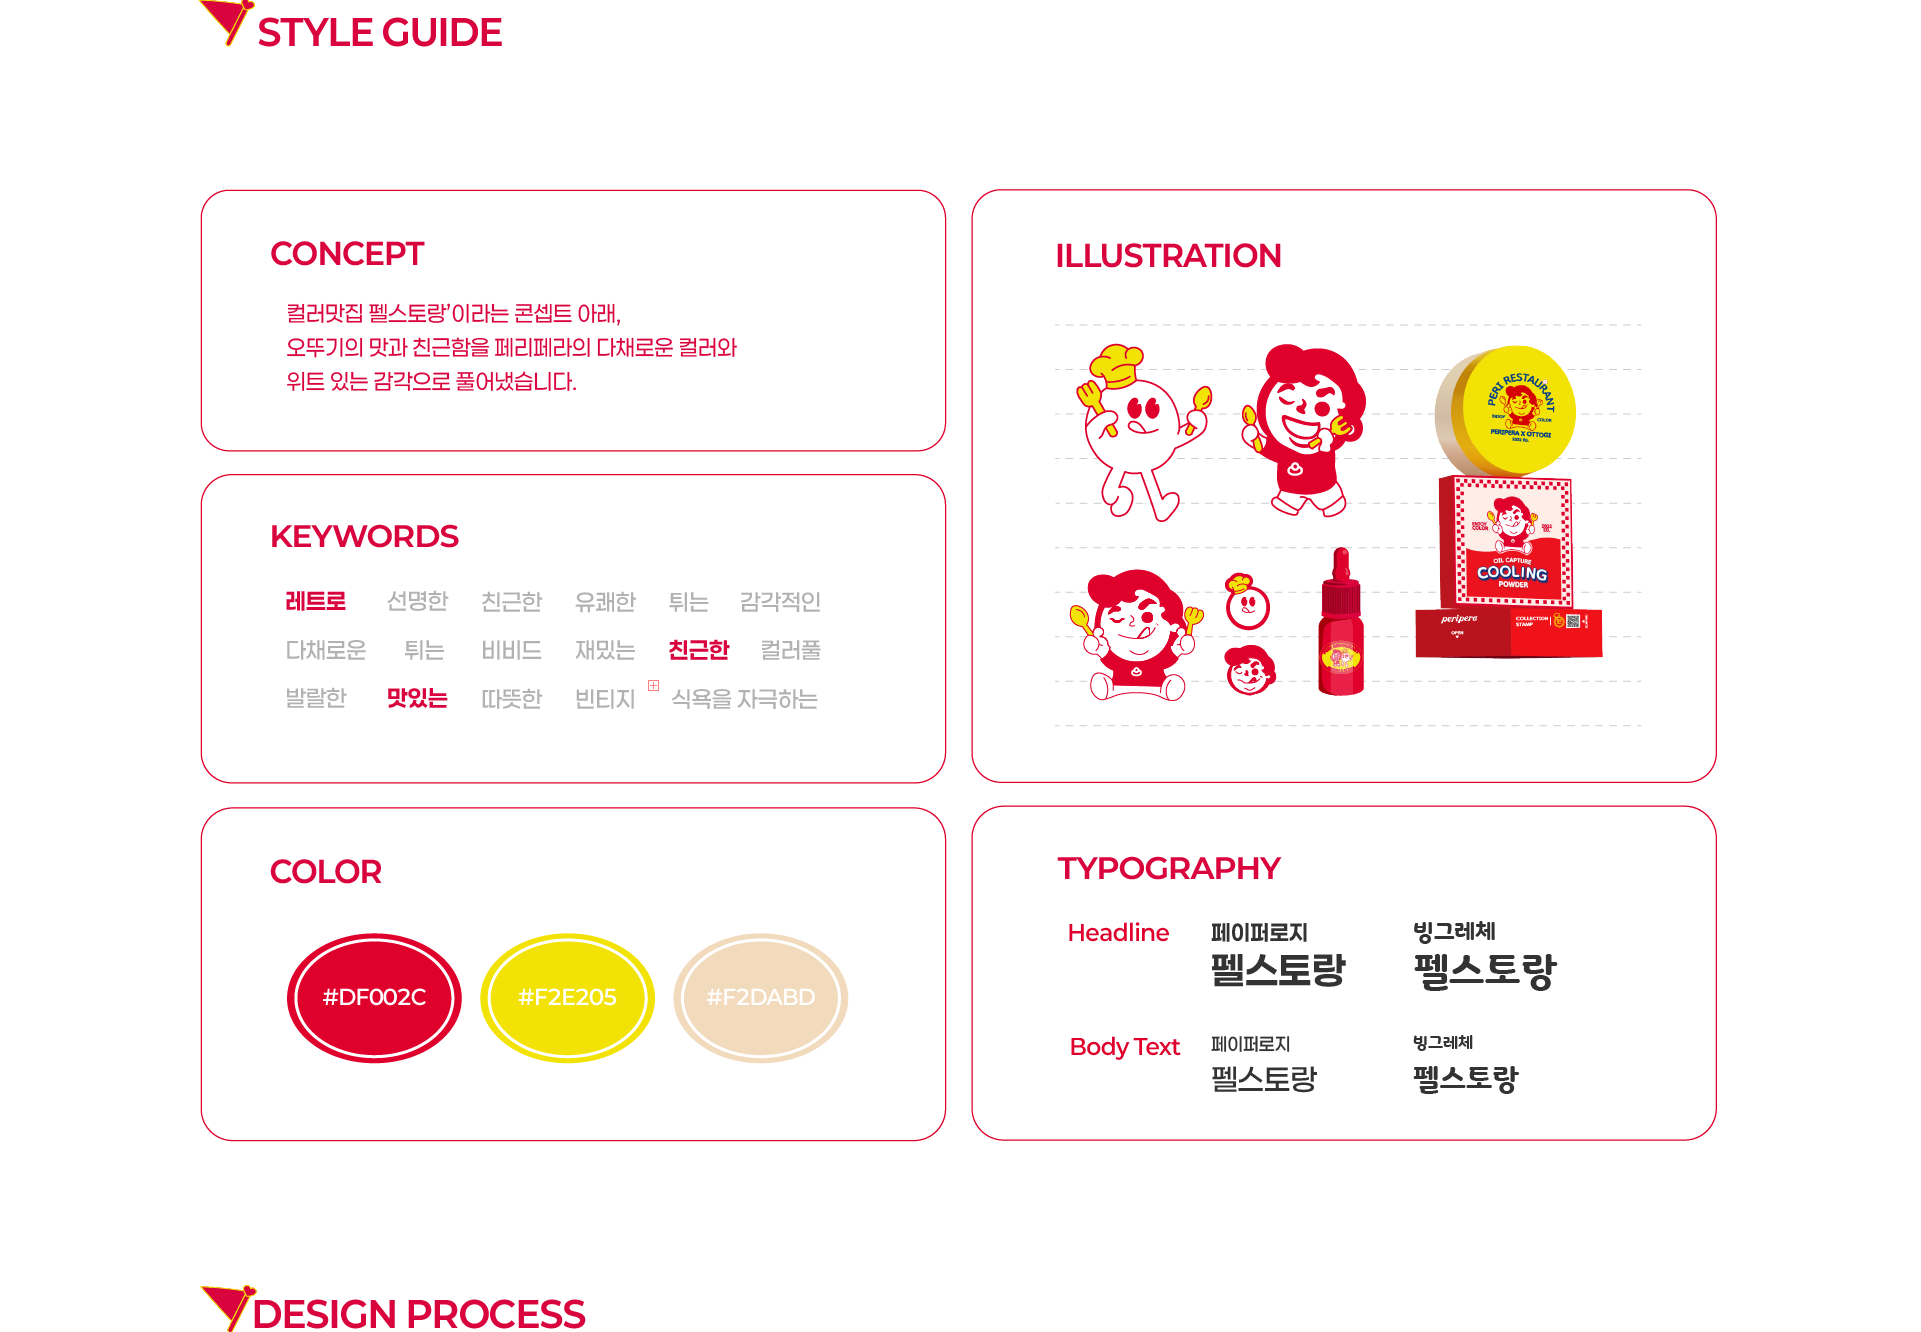 STYLE GUIDE
CONCEPT
컬러맛집 펠스토랑’이라는 콘셉트 아래,
오뚜기의 맛과 친근함을 페리페라의 다채로운 컬러와
위트 있는 감각으로 풀어냈습니다.
KEYWORDS
레트로 선명한 친근한 유쾌한 튀는 감각적인
다채로운 튀는 비비드 재밌는 친근한 컬러풀
발랄한 맛있는 따뜻한 빈티지 식욕을 자극하는
COLOR
#DF002C #F2E205 #F2DABD
ILLUSTRATION
PERI RESTAURANT
ENJOY COLOR
PERIPERA X OTTOGI
ENJOY
COLOR
OIL CAPTURE
COOLING
POWDER
peripera
OPEN
COLLECTION
STAMP
TYPOGRAPHY
Headline 페이퍼로지 빙그레체
펠스토랑 펠스토랑
Body Text 페이퍼로지 빙그레체
펠스토랑 펠스토랑
DESIGN PROCESS